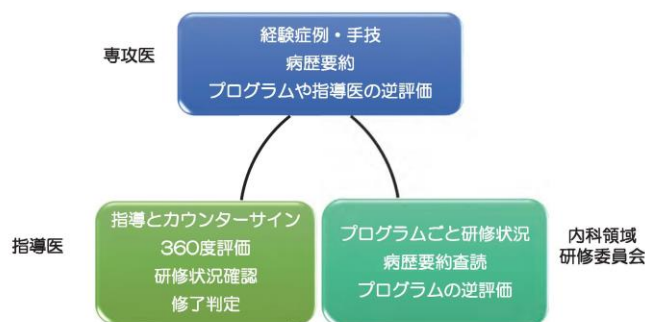 専攻医
経験症例・手技
病歴要約
プログラムや指導医の逆評価
指導医
指導とカウンターサイン
360度評価
研修状況確認
修了判定
プログラムごと研修状況
病歴要約査読
プログラムの逆評価
内科領域
研修委員会